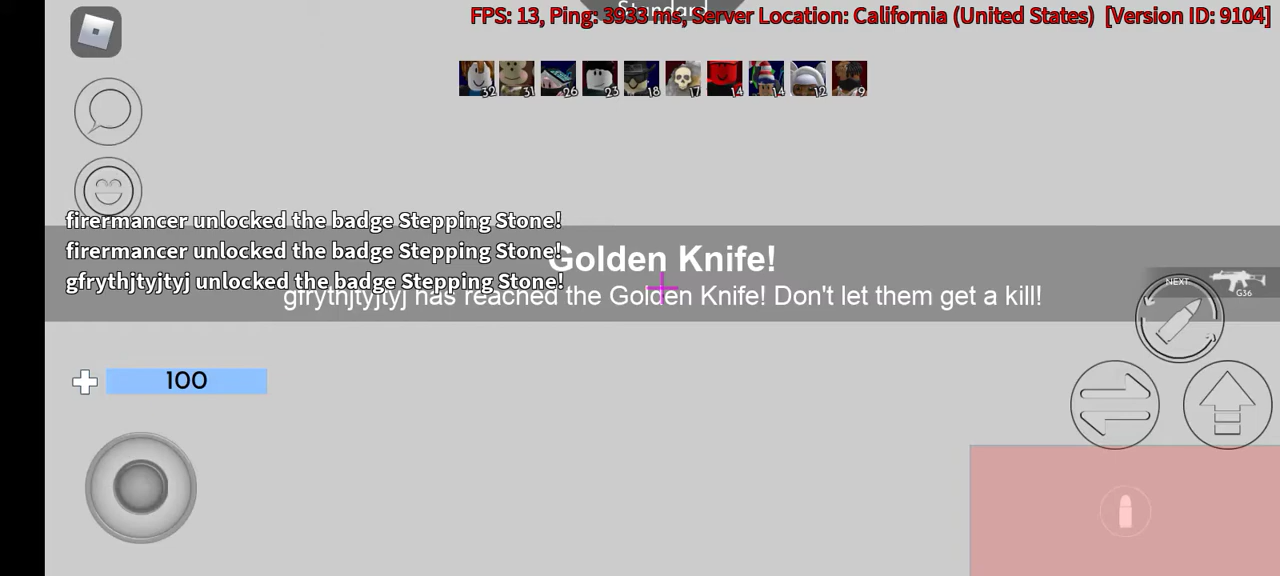 Standard
FPS: 13, Ping: 3933 ms, Server Location: California (United States) [Version ID: 9104]
32 31 26 23 18 17 14 14 12 9
firermancer unlocked the badge Stepping Stone!
firermancer unlocked the badge Stepping Stone!
Golden Knife!
gfrythjtyjtyj unlocked the badge Stepping Stone!
gfrythjtyjtyj has reached the Golden Knife! Don't let them get a kill!
NEXT
G36
100